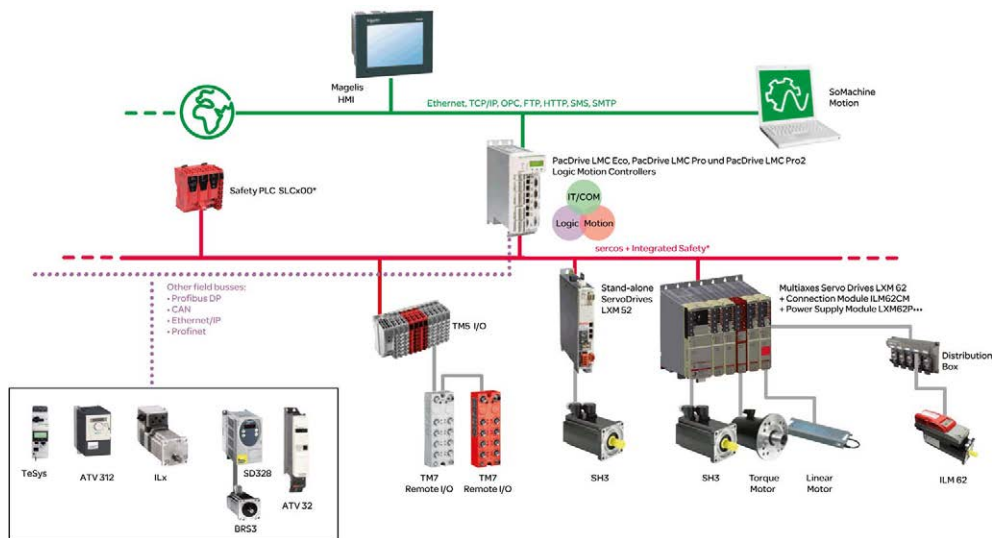 Magelis
HMI
Ethernet, TCP/IP, OPC, FTP, HTTP, SMS, SMTP
SoMachine
Motion
Safety PLC SLCx00*
PacDrive LMC Eco, PacDrive LMC Pro und PacDrive LMC Pro2
Logic Motion Controllers
IT/COM
Logic
Motion
sercos + Integrated Safety*
Other field busses:
• Profibus DP
• CAN
• Ethernet/IP
• Profinet
TM5 I/O
Stand-alone
ServoDrives
LXM 52
Multiaxes Servo Drives LXM 62
+ Connection Module ILM62CM
+ Power Supply Module LXM62P•••
Distribution
Box
TeSys
ATV 312
ILx
SD328
BRS3
ATV 32
TM7
Remote I/O
TM7
Remote I/O
SH3
SH3
Torque
Motor
Linear
Motor
ILM 62